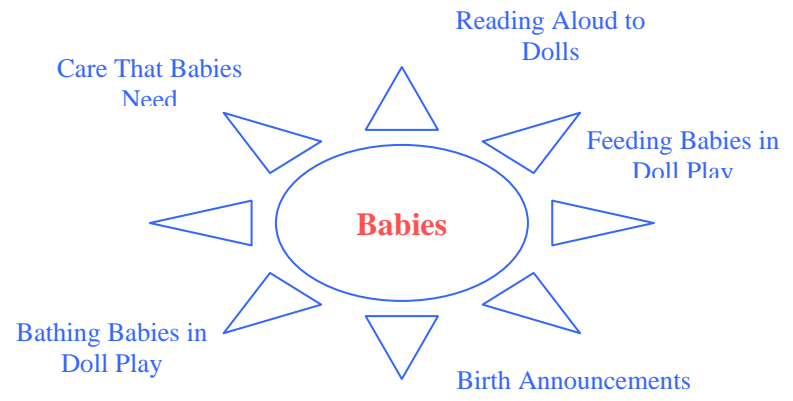 Reading Aloud to
Dolls
Care That Babies
Need
Feeding Babies in
Doll Play
Babies
Bathing Babies in
Doll Play
Birth Announcements